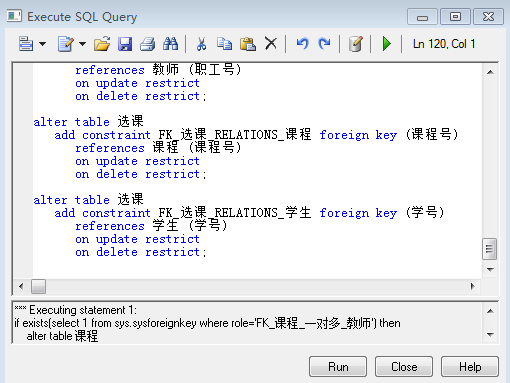 Execute SQL Query
Ln 120, Col 1
references 教师 (职工号)
on update restrict
on delete restrict;
alter table 选课
add constraint FK_选课_RELATIONS_课程 foreign key (课程号)
references 课程 (课程号)
on update restrict
on delete restrict;
alter table 选课
add constraint FK_选课_RELATIONS_学生 foreign key (学号)
references 学生 (学号)
on update restrict
on delete restrict;
*** Executing statement 1:
if exists(select 1 from sys.sysforeignkey where role='FK_课程_一对多_教师') then
alter table 课程
Run Close Help